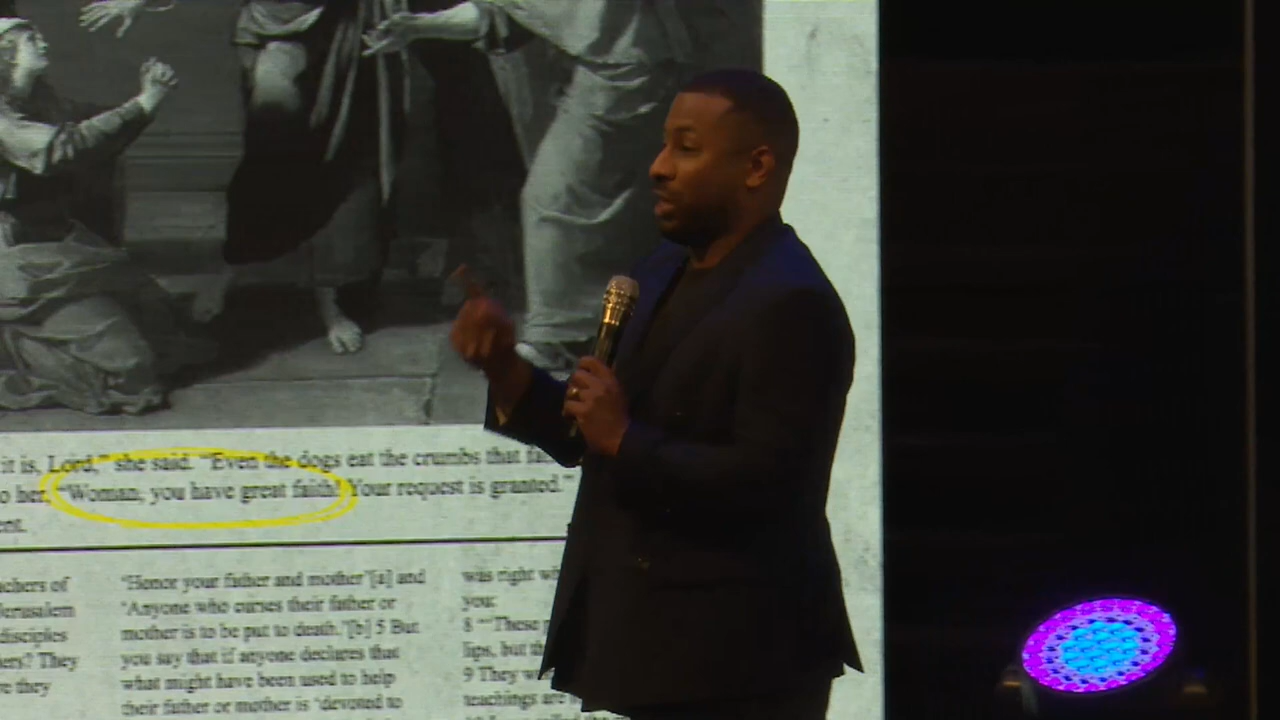 it is, Lord," she said. "Even the dogs eat the crumbs that
o her, "Woman, you have great faith! Your request is granted."
ent.
achers of
Jerusalem
disciples
ers? They
e they
"Honor your father and mother'[a] and
'Anyone who curses their father or
mother is to be put to death.'[b] 5 But
you say that if anyone declares that
what might have been used to help
their father or mother is 'devoted to
was right
you:
8 "'These
lips, but
9 They
teachings are